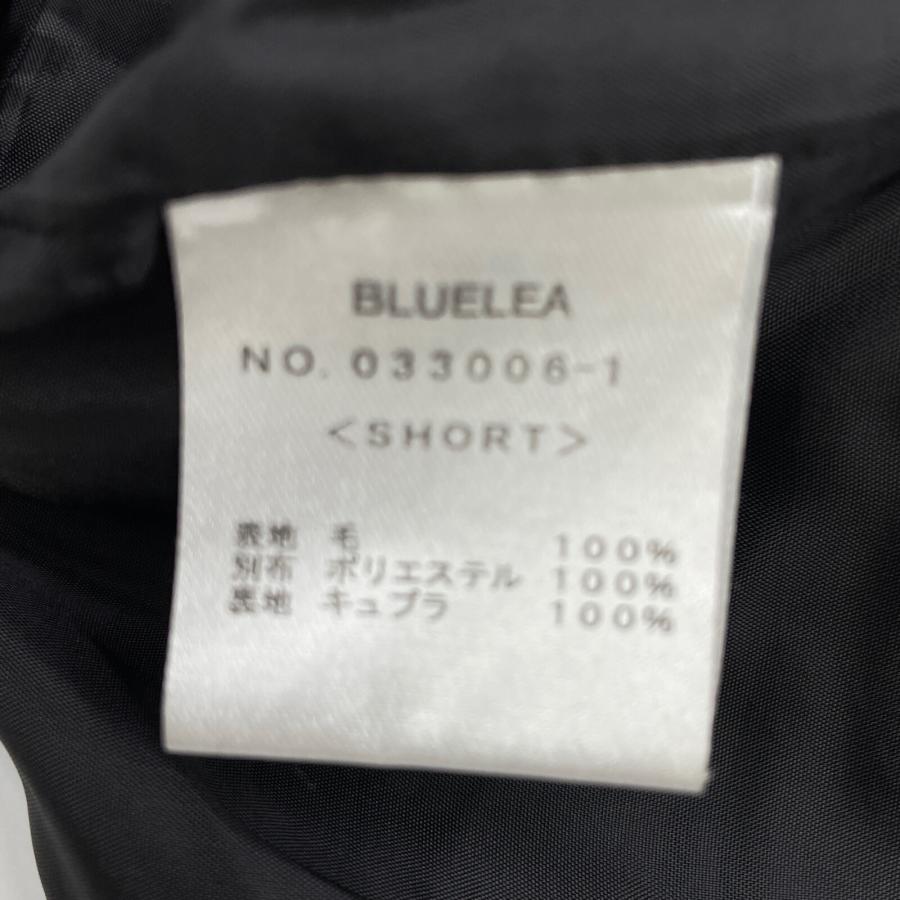 BLUELEA
NO. 033006-1
<SHORT>
表地 毛 100%
別布 ポリエステル 100%
裏地 キュプラ 100%